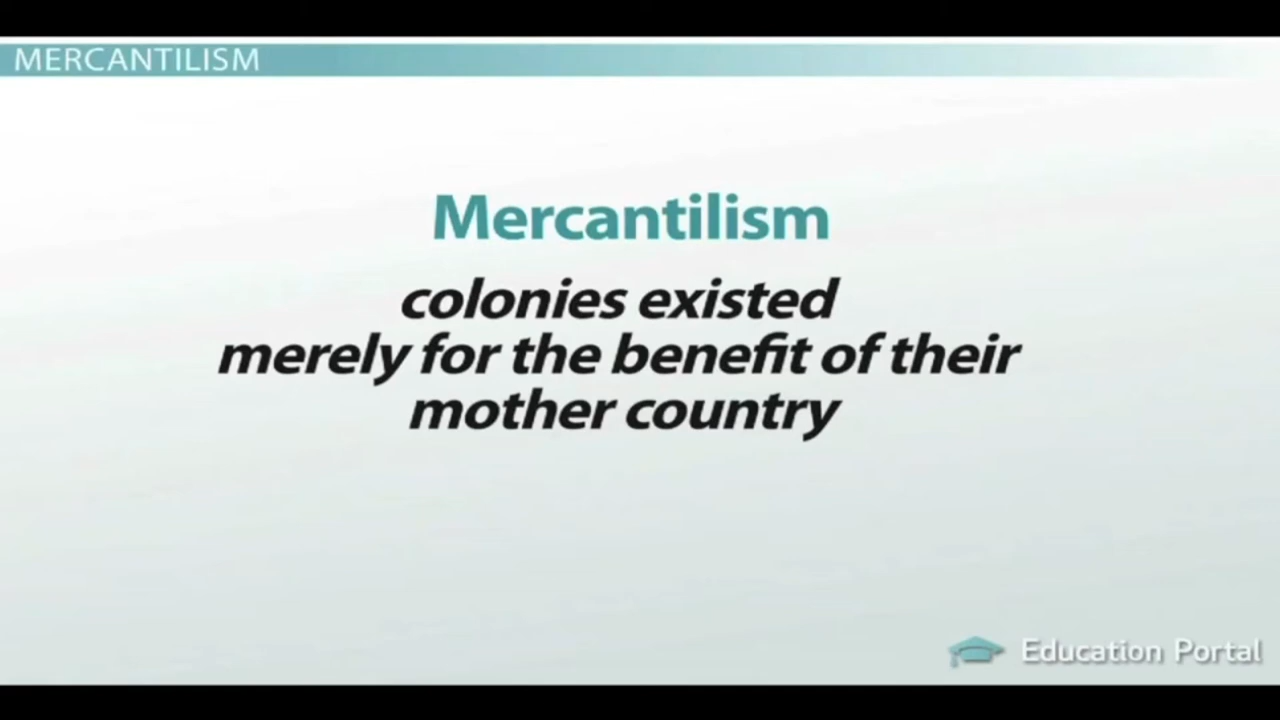 MERCANTILISM
Mercantilism
colonies existed
merely for the benefit of their
mother country
Education Portal